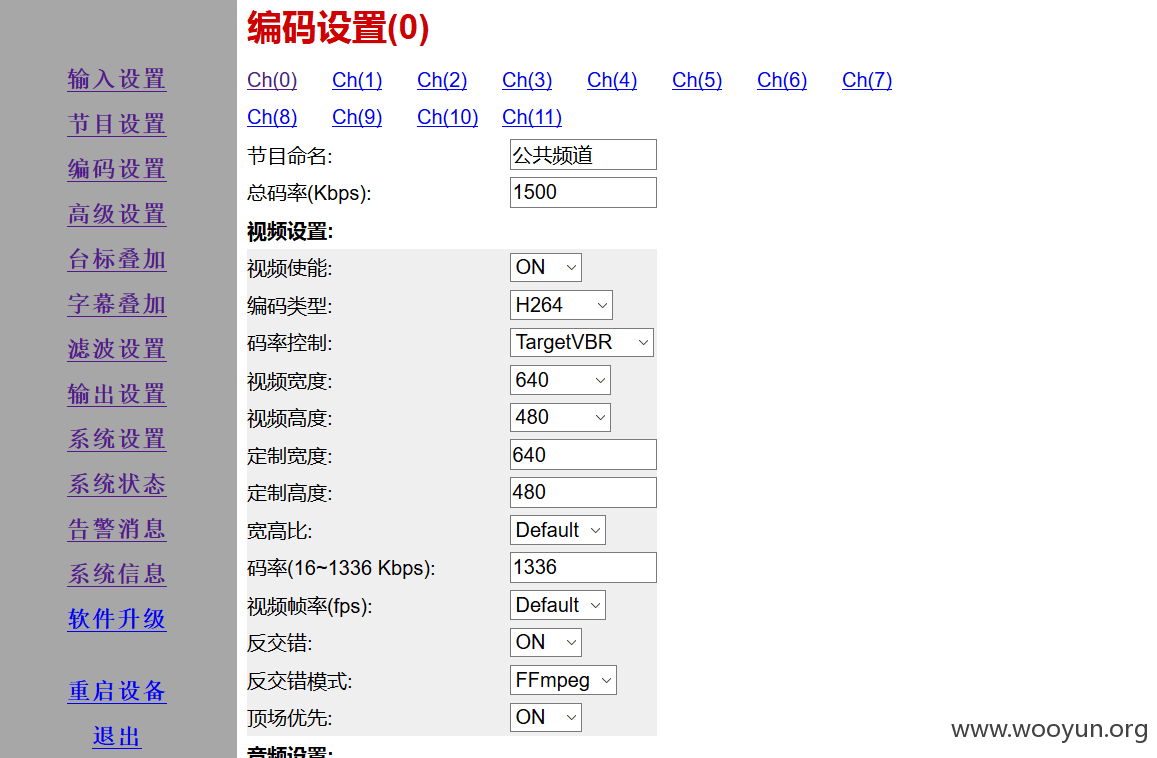 输入设置
节目设置
编码设置
高级设置
台标叠加
字幕叠加
滤波设置
输出设置
系统设置
系统状态
告警消息
系统信息
软件升级
重启设备
退出
编码设置(0)
Ch(0) Ch(1) Ch(2) Ch(3) Ch(4) Ch(5) Ch(6) Ch(7)
Ch(8) Ch(9) Ch(10) Ch(11)
节目命名: 公共频道
总码率(Kbps): 1500
视频设置:
视频使能: ON
编码类型: H264
码率控制: TargetVBR
视频宽度: 640
视频高度: 480
定制宽度: 640
定制高度: 480
宽高比: Default
码率(16~1336 Kbps): 1336
视频帧率(fps): Default
反交错: ON
反交错模式: FFmpeg
顶场优先: ON
音频设置:
www.wooyun.org